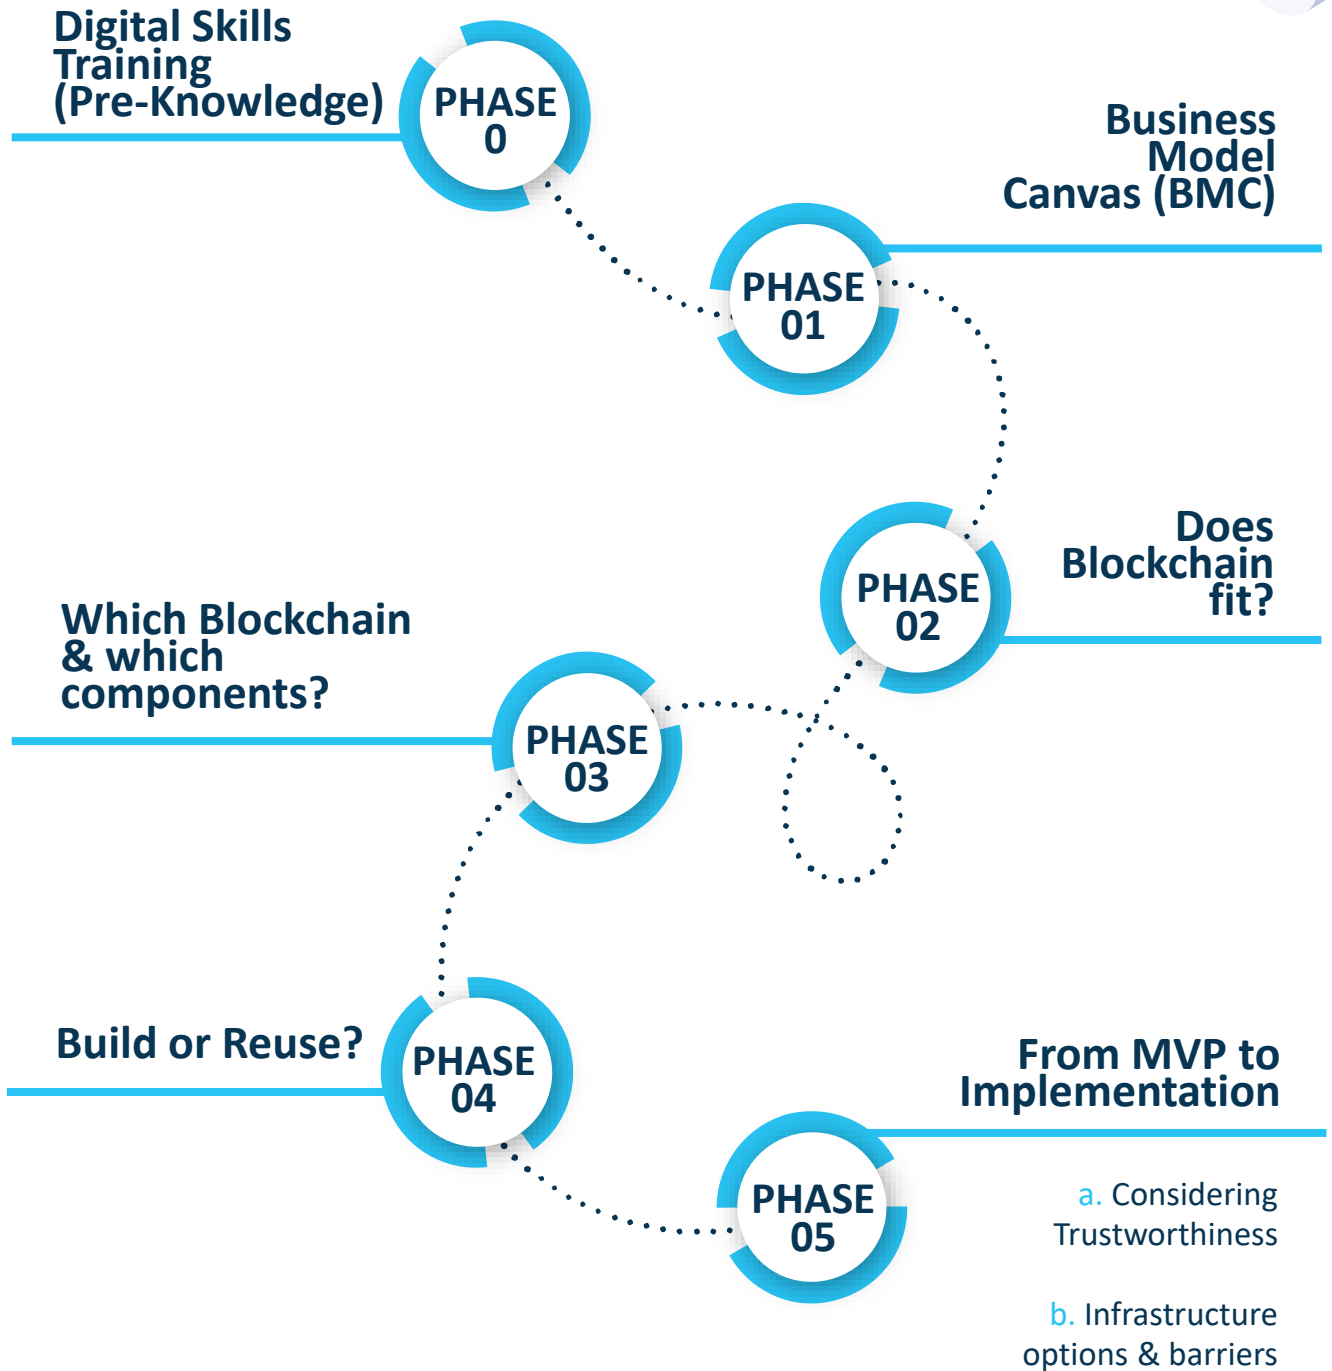 Digital Skills
Training
(Pre-Knowledge)
PHASE
0
Business
Model
Canvas (BMC)
PHASE
01
Does
Blockchain
fit?
PHASE
02
Which Blockchain
& which
components?
PHASE
03
Build or Reuse?
PHASE
04
From MVP to
Implementation
PHASE
05
a. Considering
Trustworthiness
b. Infrastructure
options & barriers